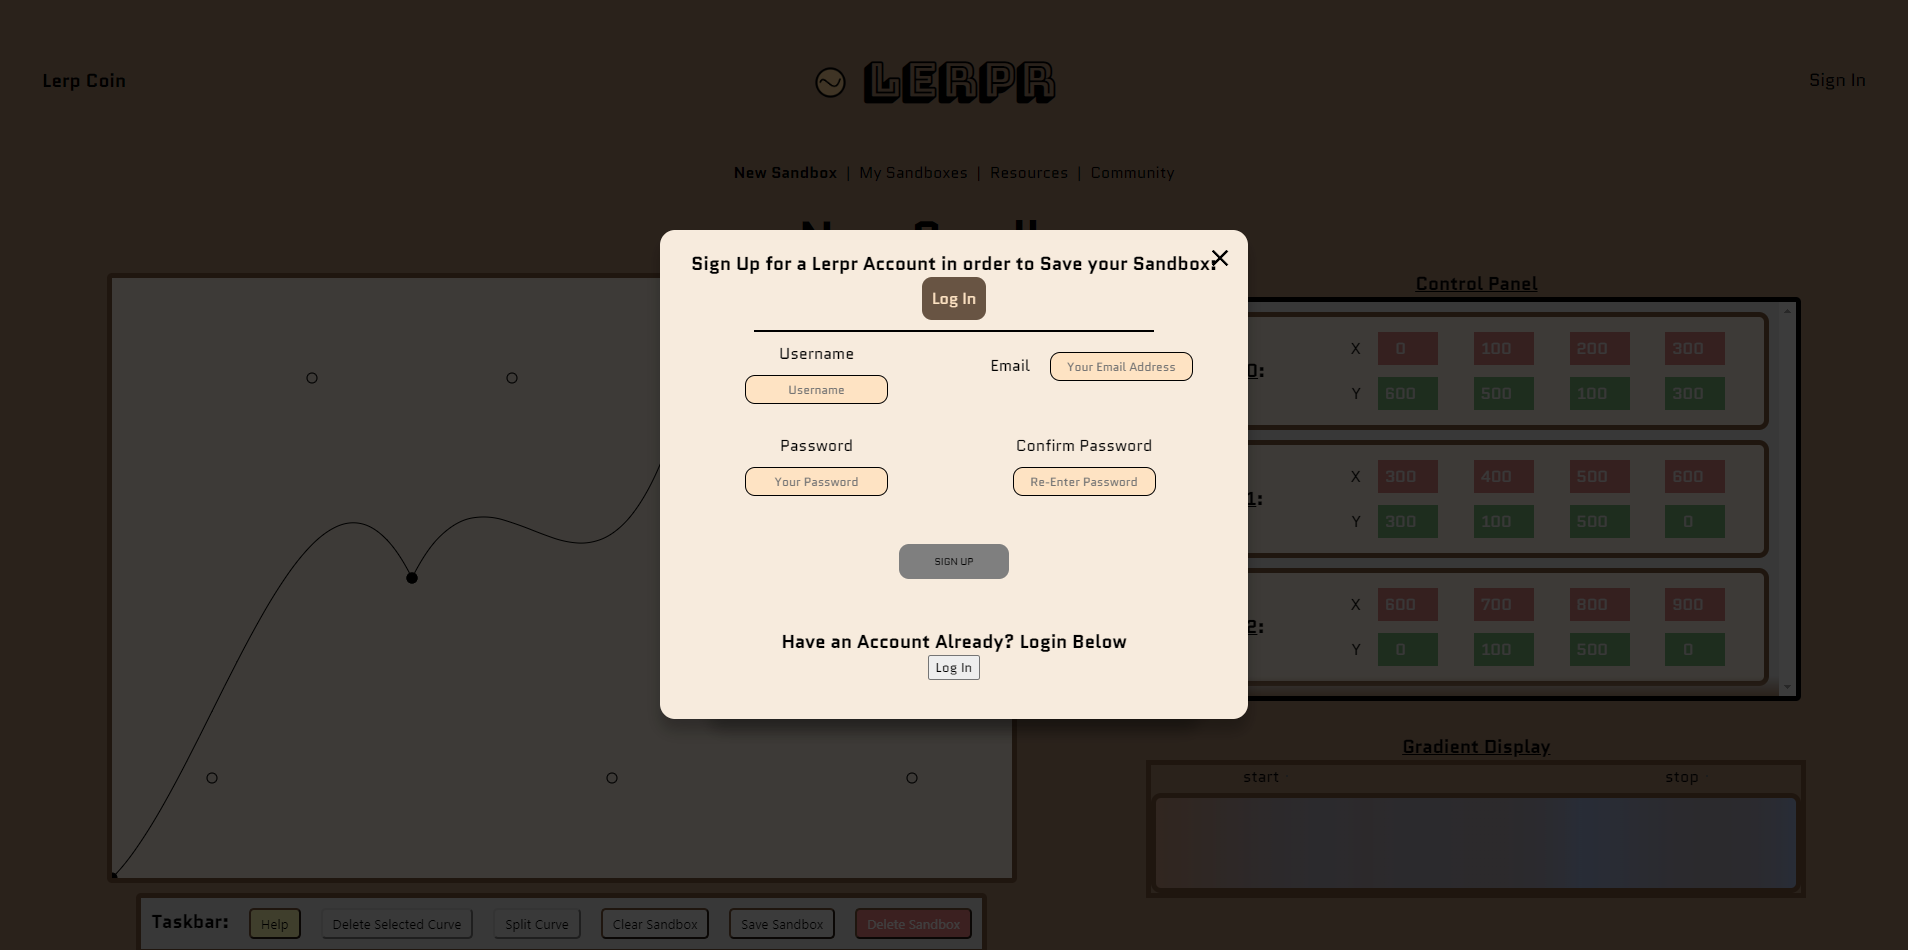 Lerp Coin
LERPR
Sign In
New Sandbox | My Sandboxes | Resources | Community
Sign Up for a Lerpr Account in order to Save your Sandbox!
Log In
Username
Username
Email
Your Email Address
Password
Your Password
Confirm Password
Re-Enter Password
SIGN UP
Have an Account Already? Login Below
Log In
Control Panel
0:
X 0 100 200 300
Y 600 500 100 300
1:
X 300 400 500 600
Y 300 100 500 0
2:
X 600 700 800 900
Y 0 100 500 0
Gradient Display
start stop
Taskbar: Help Delete Selected Curve Split Curve Clear Sandbox Save Sandbox Delete Sandbox